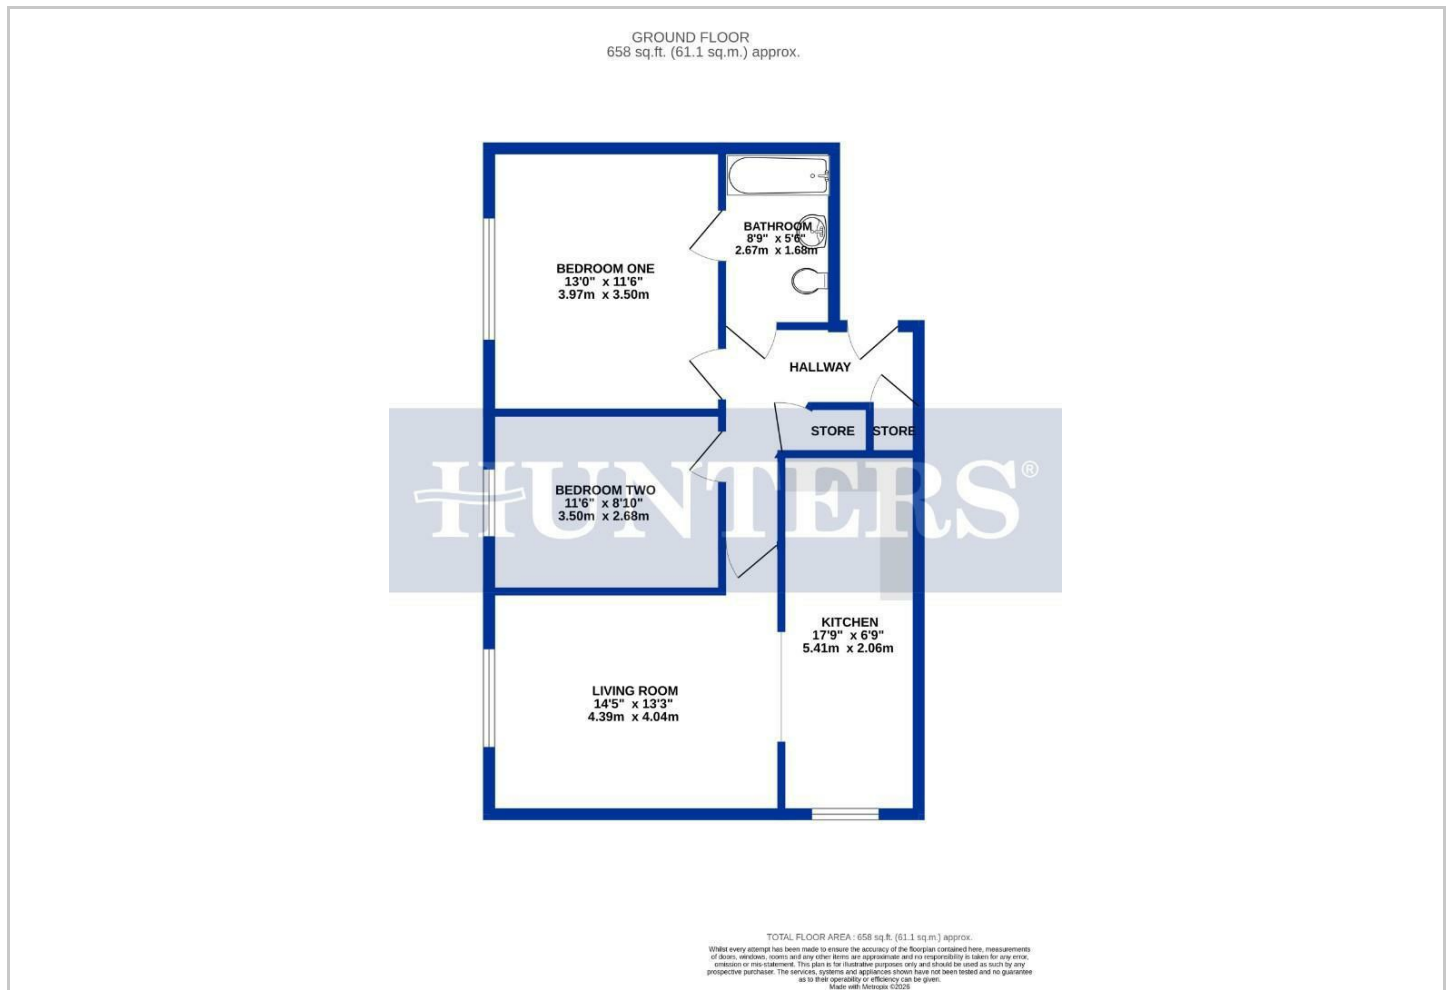 GROUND FLOOR
658 sq.ft. (61.1 sq.m.) approx.
BATHROOM
8'9" x 5'6"
2.67m x 1.68m
BEDROOM ONE
13'0" x 11'6"
3.97m x 3.50m
HALLWAY
STORE
STORE
HUNTERS®
BEDROOM TWO
11'6" x 8'10"
3.50m x 2.68m
KITCHEN
17'9" x 6'9"
5.41m x 2.06m
LIVING ROOM
14'5" x 13'3"
4.39m x 4.04m
TOTAL FLOOR AREA : 658 sq.ft. (61.1 sq.m.) approx.
Whilst every attempt has been made to ensure the accuracy of the floorplan contained here, measurements
of doors, windows, rooms and any other items are approximate and no responsibility is taken for any error,
omission or mis-statement. This plan is for illustrative purposes only and should be used as such by any
prospective purchaser. The services, systems and appliances shown have not been tested and no guarantee
as to their operability or efficiency can be given.
Made with Metropix ©2026